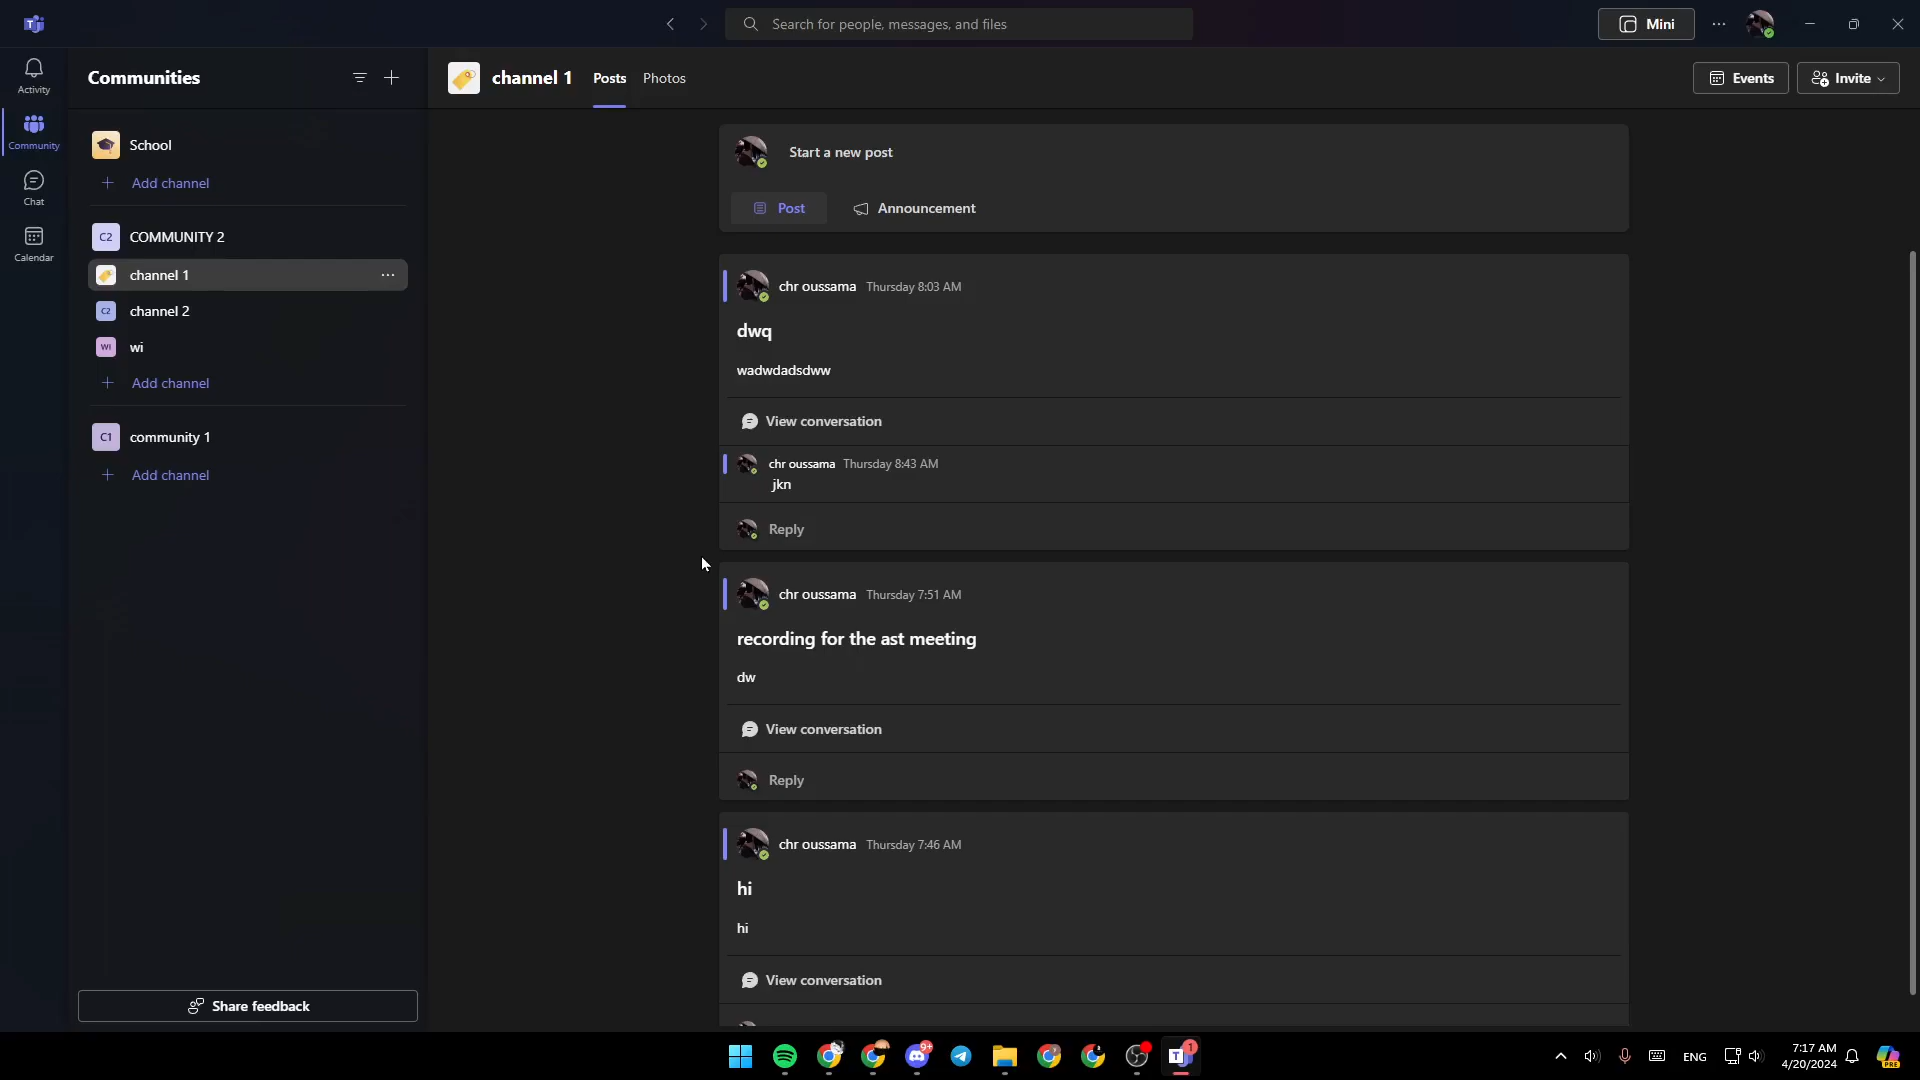 Search for people, messages, and files
Mini
Activity
Community
Chat
Calendar
Communities
School
Add channel
C2 COMMUNITY 2
channel 1
C2 channel 2
WI wi
Add channel
C1 community 1
Add channel
Share feedback
channel 1 Posts Photos
Events Invite
Start a new post
Post Announcement
chr oussama Thursday 8:03 AM
dwq
wadwdadsdww
View conversation
chr oussama Thursday 8:43 AM
jkn
Reply
chr oussama Thursday 7:51 AM
recording for the ast meeting
dw
View conversation
Reply
chr oussama Thursday 7:46 AM
hi
hi
View conversation
9+
1
ENG
7:17 AM
4/20/2024
PRE